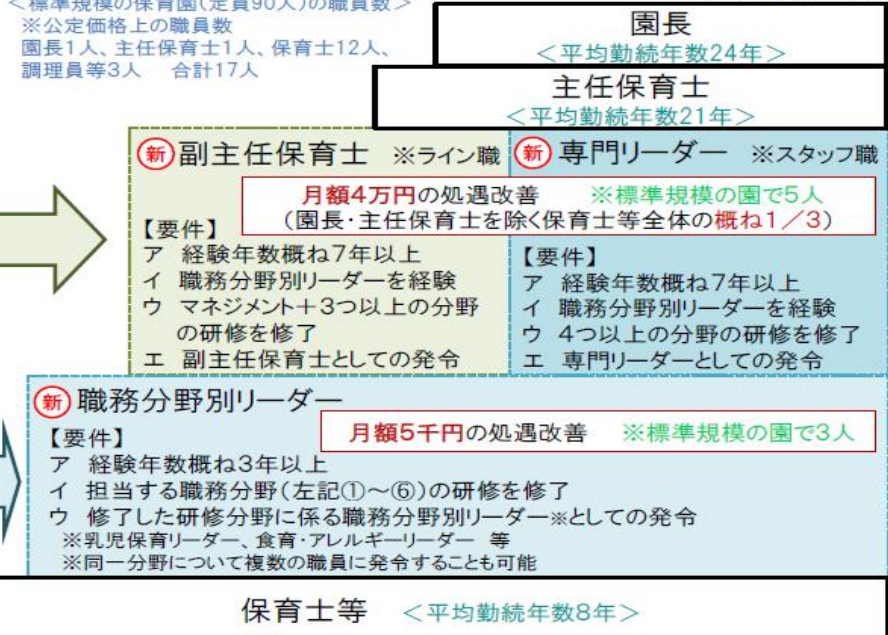 <標準規模の保育園(定員90人)の職員数>
※公定価格上の職員数
園長1人、主任保育士1人、保育士12人、
調理員等3人 合計17人
園長
<平均勤続年数24年>
主任保育士
<平均勤続年数21年>
新 副主任保育士 ※ライン職
新 専門リーダー ※スタッフ職
月額4万円の処遇改善 ※標準規模の園で5人
(園長・主任保育士を除く保育士等全体の概ね1/3)
【要件】
ア 経験年数概ね7年以上
イ 職務分野別リーダーを経験
ウ マネジメント+3つ以上の分野
の研修を修了
エ 副主任保育士としての発令
【要件】
ア 経験年数概ね7年以上
イ 職務分野別リーダーを経験
ウ 4つ以上の分野の研修を修了
エ 専門リーダーとしての発令
新 職務分野別リーダー
月額5千円の処遇改善 ※標準規模の園で3人
【要件】
ア 経験年数概ね3年以上
イ 担当する職務分野(左記①~⑥)の研修を修了
ウ 修了した研修分野に係る職務分野別リーダー※としての発令
※乳児保育リーダー、食育・アレルギーリーダー 等
※同一分野について複数の職員に発令することも可能
保育士等 <平均勤続年数8年>